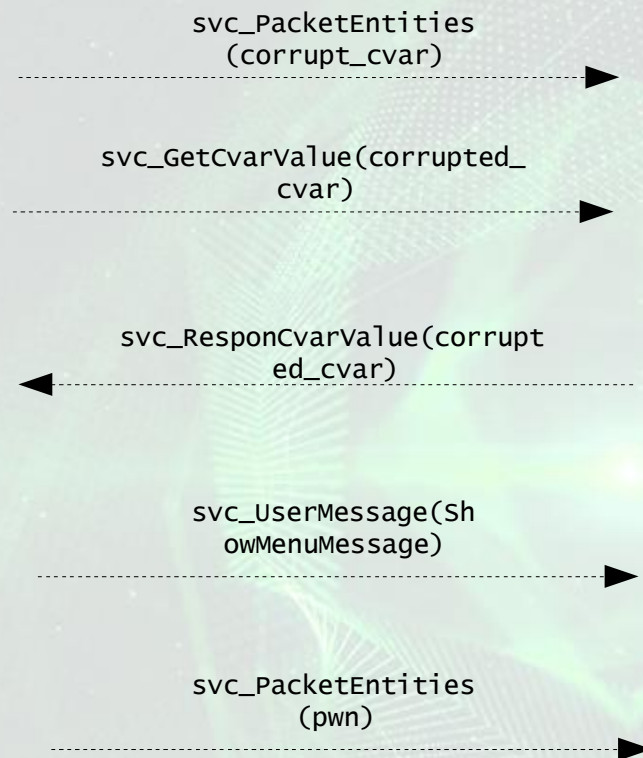 svc_PacketEntities
(corrupt_cvar)
svc_GetCvarValue(corrupted_
cvar)
svc_ResponCvarValue(corrupt
ed_cvar)
svc_UserMessage(Sh
owMenuMessage)
svc_PacketEntities
(pwn)